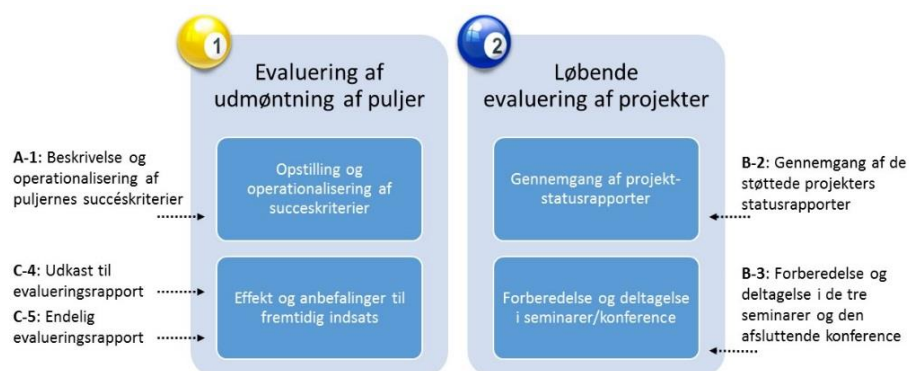 1
Evaluering af
udmøntning af puljer
2
Løbende
evaluering af projekter
A-1: Beskrivelse og
operationalisering af
puljernes succéskriterier
Opstilling og
operationalisering af
succeskriterier
Gennemgang af projekt-
statusrapporter
B-2: Gennemgang af de
støttede projekters
statusrapporter
C-4: Udkast til
evalueringsrapport
C-5: Endelig
evalueringsrapport
Effekt og anbefalinger til
fremtidig indsats
Forberedelse og deltagelse
i seminarer/konference
B-3: Forberedelse og
deltagelse i de tre
seminarer og den
afsluttende konference